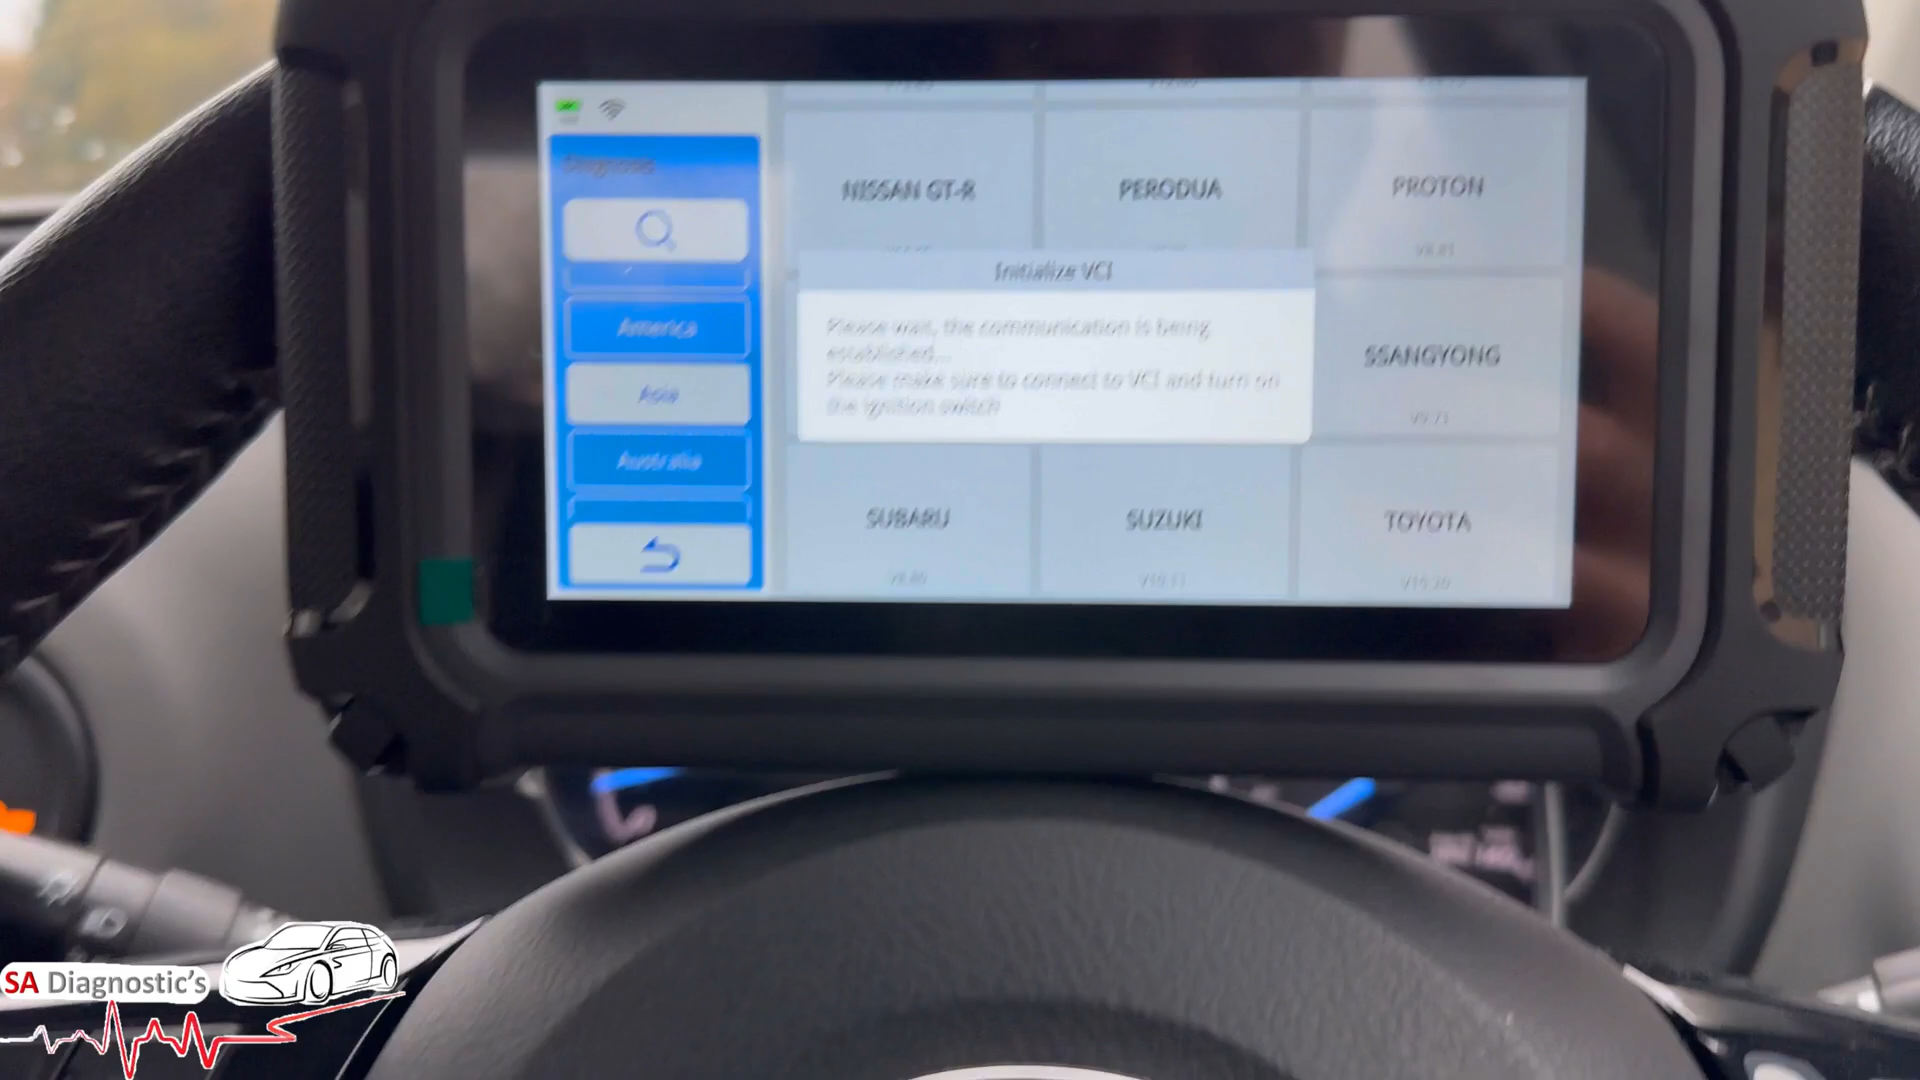 Diagnosis
NISSAN GT-R
PERODUA
PROTON
America
Asia
Australia
Initialize VCI
Please wait, the communication is being
established...
Please make sure to connect to VCI and turn on
the ignition switch
SSANGYONG
SUBARU
SUZUKI
TOYOTA
SA Diagnostic's